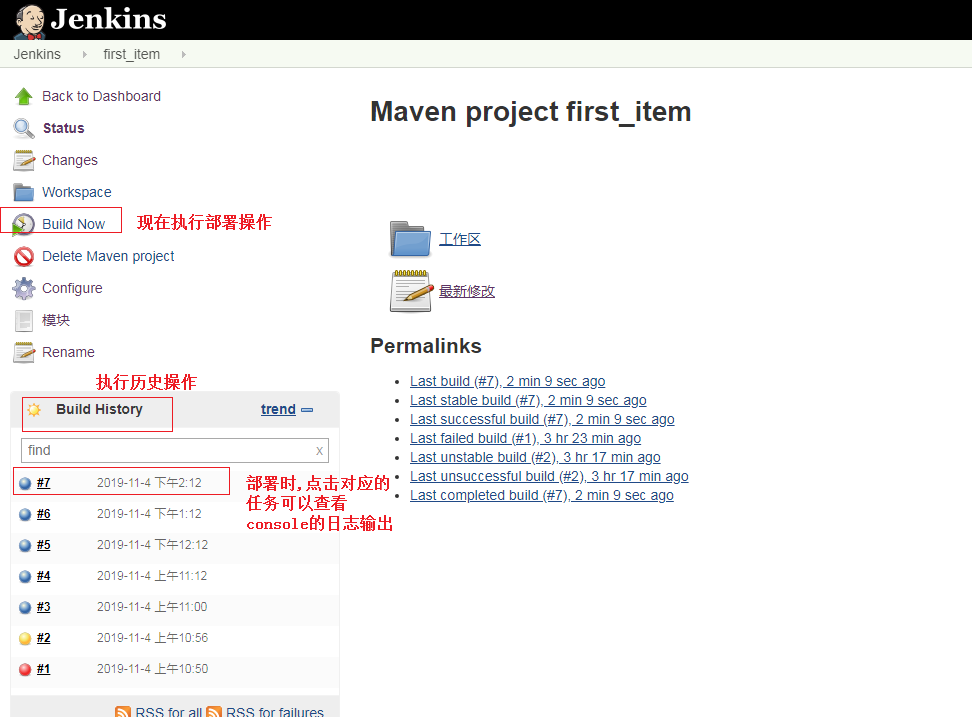 Jenkins
Jenkins
first_item
Back to Dashboard
Status
Changes
Workspace
Build Now
现在执行部署操作
Delete Maven project
Configure
模块
Rename
执行历史操作
Build History
trend
find
x
#7 2019-11-4 下午2:12
#6 2019-11-4 下午1:12
#5 2019-11-4 下午12:12
#4 2019-11-4 上午11:12
#3 2019-11-4 上午11:00
#2 2019-11-4 上午10:56
#1 2019-11-4 上午10:50
RSS for all
RSS for failures
部署时,点击对应的
任务可以查看
console的日志输出
Maven project first_item
工作区
最新修改
Permalinks
Last build (#7), 2 min 9 sec ago
Last stable build (#7), 2 min 9 sec ago
Last successful build (#7), 2 min 9 sec ago
Last failed build (#1), 3 hr 23 min ago
Last unstable build (#2), 3 hr 17 min ago
Last unsuccessful build (#2), 3 hr 17 min ago
Last completed build (#7), 2 min 9 sec ago